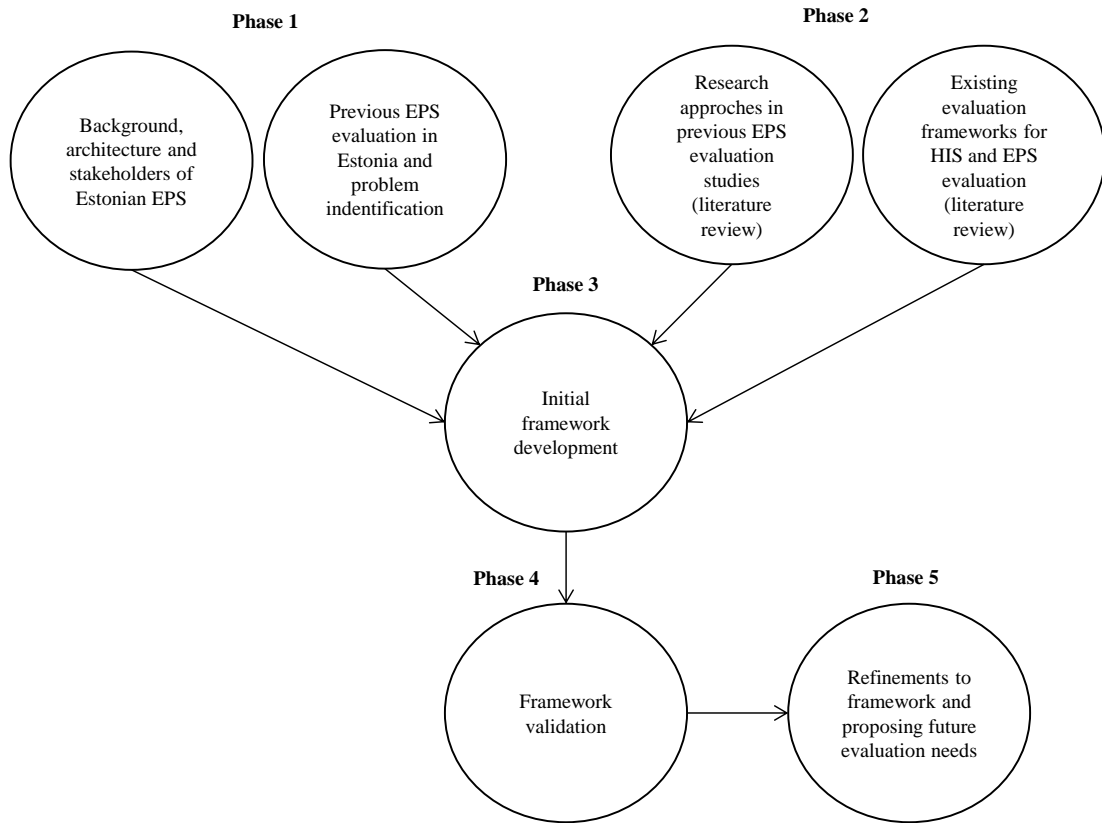 Phase 1
Background,
architecture and
stakeholders of
Estonian EPS
Previous EPS
evaluation in
Estonia and
problem
indentification
Phase 2
Research
approches in
previous EPS
evaluation
studies
(literature
review)
Existing
evaluation
frameworks for
HIS and EPS
evaluation
(literature
review)
Phase 3
Initial
framework
development
Phase 4
Framework
validation
Phase 5
Refinements to
framework and
proposing future
evaluation needs